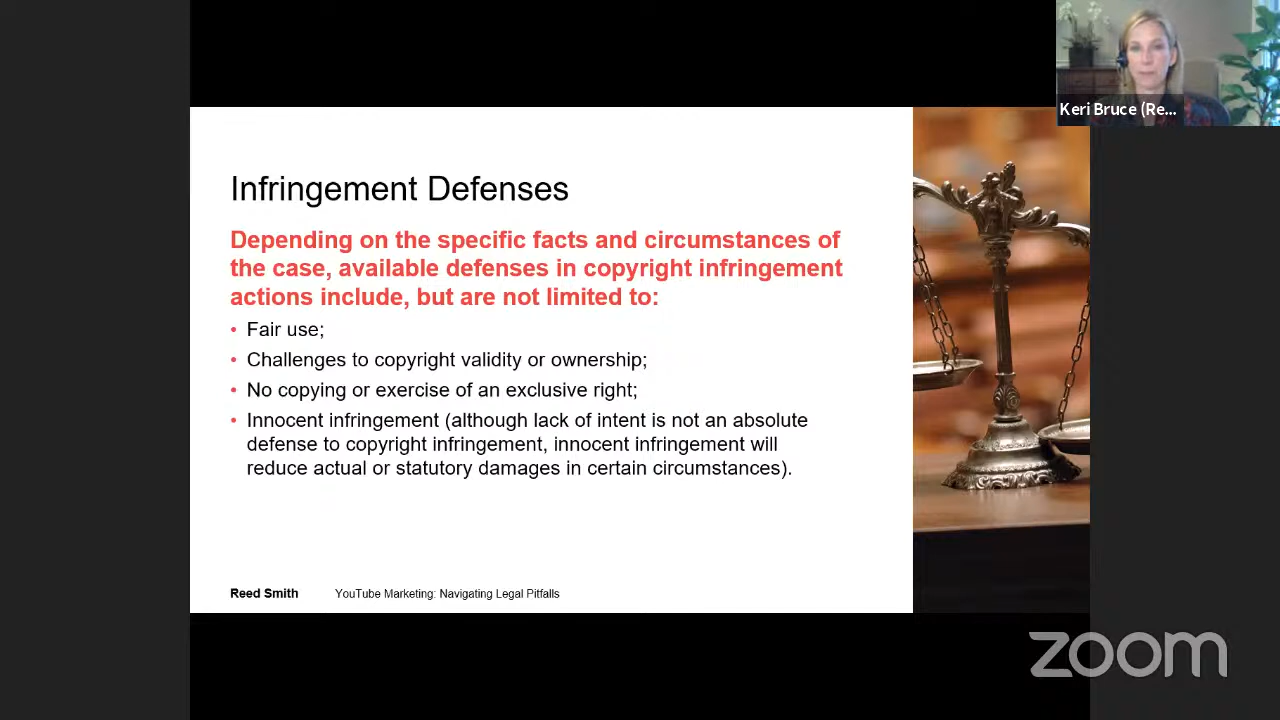 Keri Bruce (Re...
Infringement Defenses
Depending on the specific facts and circumstances of
the case, available defenses in copyright infringement
actions include, but are not limited to:
• Fair use;
• Challenges to copyright validity or ownership;
• No copying or exercise of an exclusive right;
• Innocent infringement (although lack of intent is not an absolute
defense to copyright infringement, innocent infringement will
reduce actual or statutory damages in certain circumstances).
Reed Smith YouTube Marketing: Navigating Legal Pitfalls
zoom